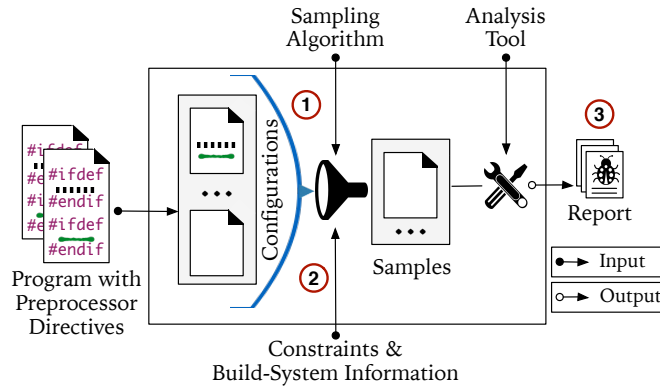 Sampling
Algorithm
Analysis
Tool
1
3
Configurations
#ifdef
#en
#i
#e
#ifdef
#endif
#ifdef
#endif
Report
Samples
2
Program with
Preprocessor
Directives
Input
Output
Constraints &
Build-System Information